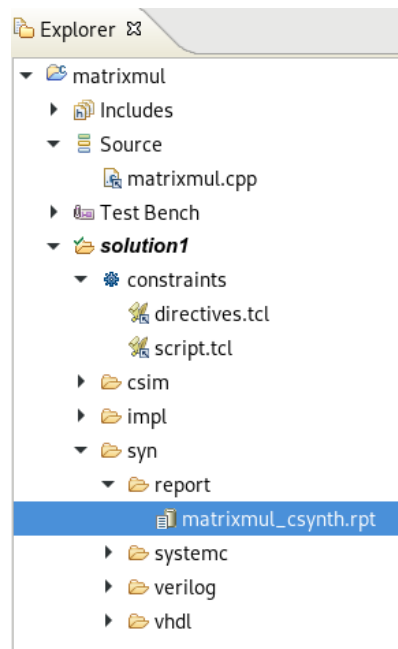 Explorer
matrixmul
Includes
Source
matrixmul.cpp
Test Bench
solution1
constraints
directives.tcl
script.tcl
csim
impl
syn
report
matrixmul_csynth.rpt
systemc
verilog
vhdl